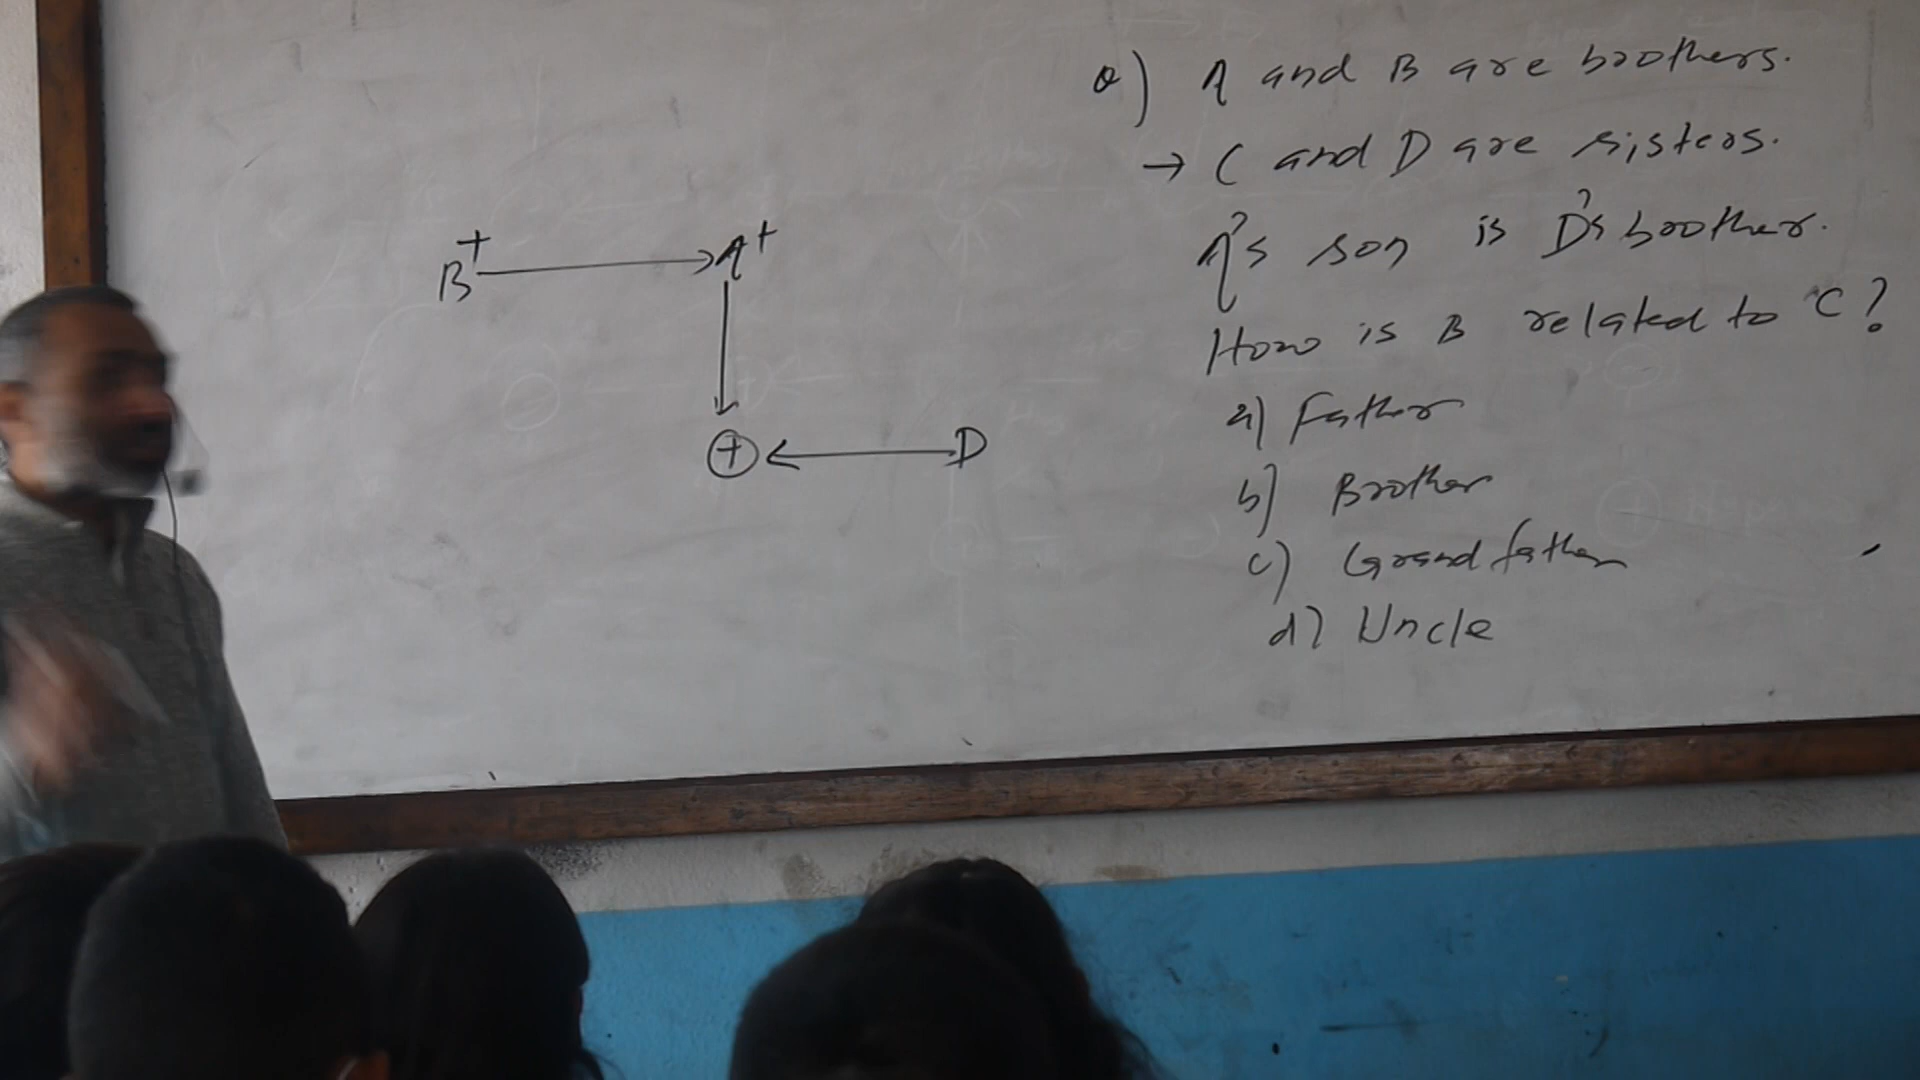 Q) A and B are brothers.
→ C and D are sisters.
A's son is D's brother.
How is B related to C?
a) Father
b) Brother
c) Grandfather
d) Uncle
B+ → A+
+ ← D